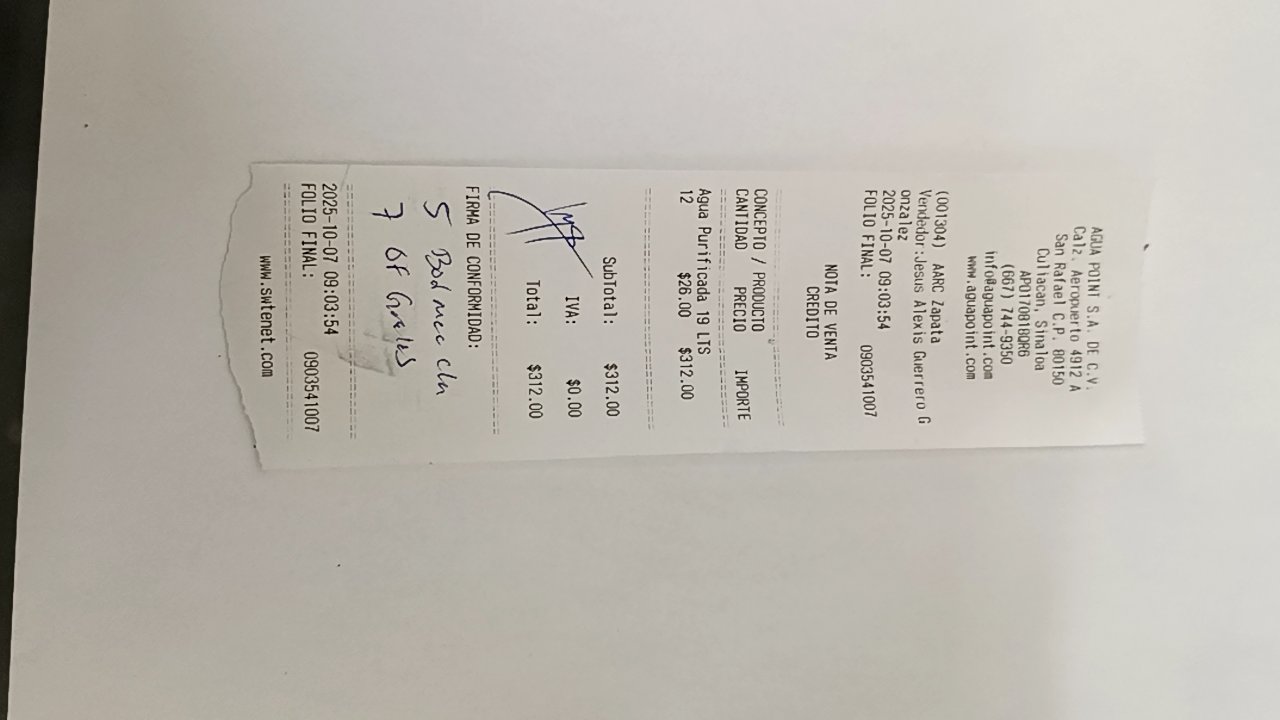 AGUA POINT S.A. DE C.V.
Calz. Aeropuerto 4912 A
San Rafael C.P. 80150
Culiacan, Sinaloa
APO170818QR6
(667) 744-9350
info@aguapoint.com
www.aguapoint.com
(001304) AARC Zapata
Vendedor:Jesus Alexis Guerrero G
onzalez
2025-10-07 09:03:54
FOLIO FINAL: 0903541007
NOTA DE VENTA
CREDITO
CONCEPTO / PRODUCTO
CANTIDAD PRECIO IMPORTE
Agua Purificada 19 LTS
12 $26.00 $312.00
SubTotal: $312.00
IVA: $0.00
Total: $312.00
FIRMA DE CONFORMIDAD:
5 Bod
7 OF Grales
2025-10-07 09:03:54
FOLIO FINAL: 0903541007
www.swtenet.com